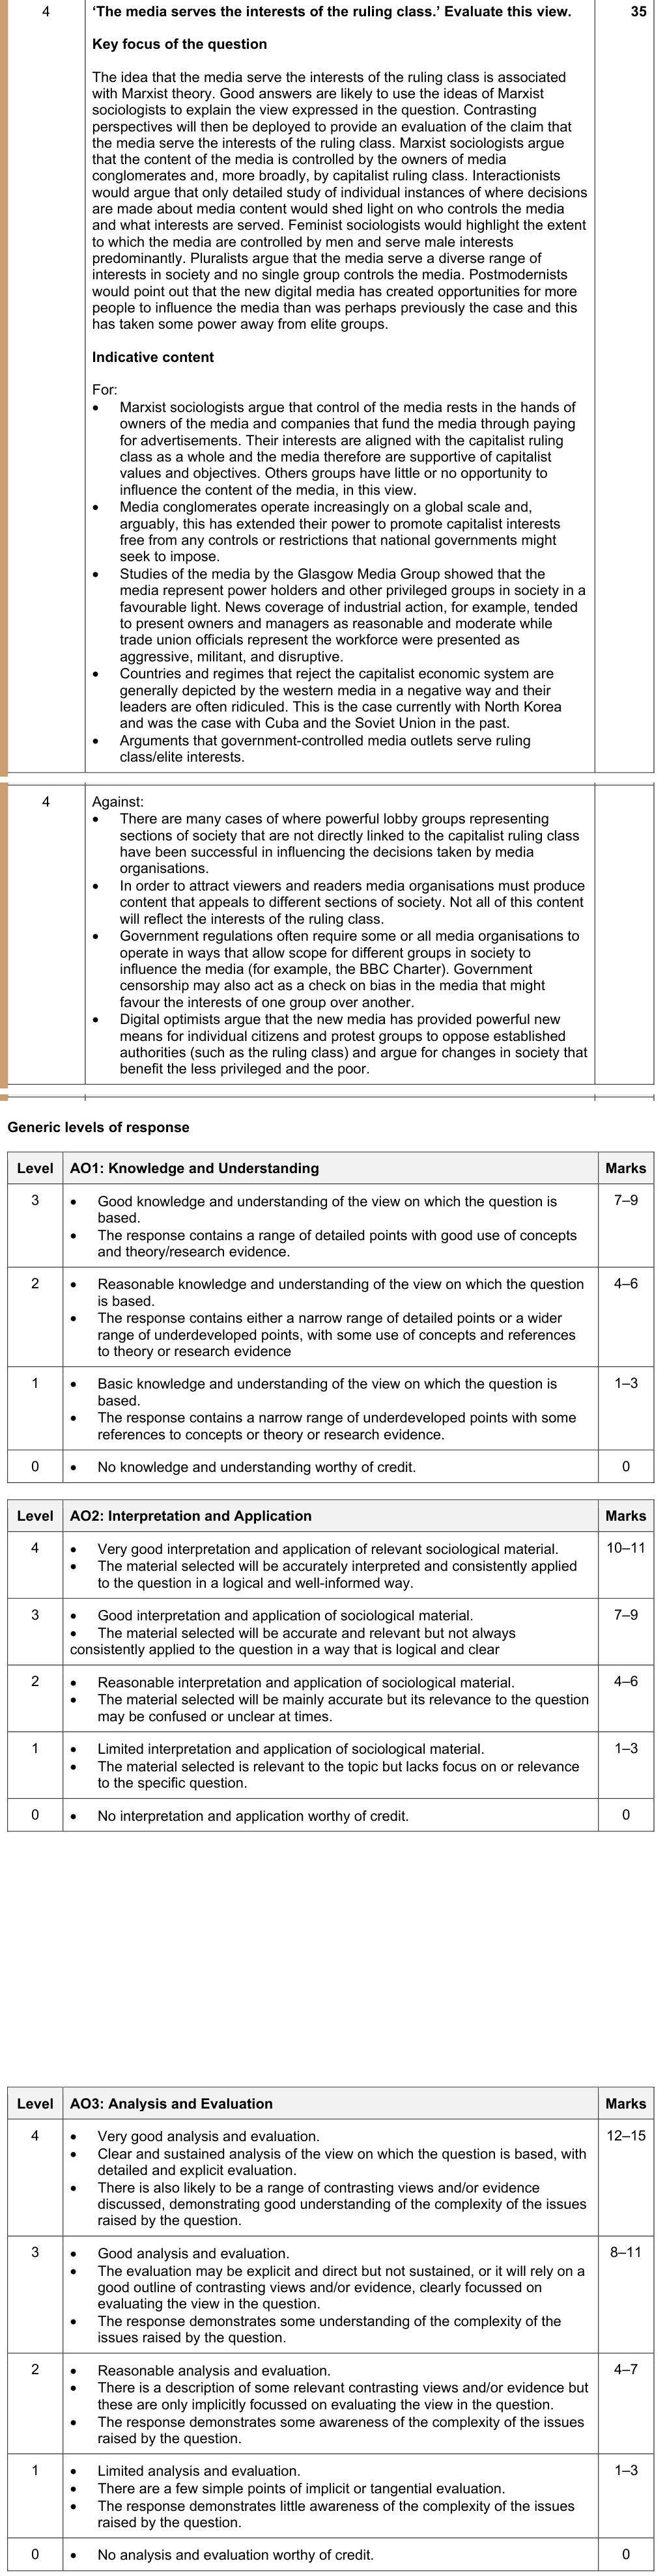 4 ‘The media serves the interests of the ruling class.’ Evaluate this view. 35
Key focus of the question
The idea that the media serve the interests of the ruling class is associated
with Marxist theory. Good answers are likely to use the ideas of Marxist
sociologists to explain the view expressed in the question. Contrasting
perspectives will then be deployed to provide an evaluation of the claim that
the media serve the interests of the ruling class. Marxist sociologists argue
that the content of the media is controlled by the owners of media
conglomerates and, more broadly, by capitalist ruling class. Interactionists
would argue that only detailed study of individual instances of where decisions
are made about media content would shed light on who controls the media
and what interests are served. Feminist sociologists would highlight the extent
to which the media are controlled by men and serve male interests
predominantly. Pluralists argue that the media serve a diverse range of
interests in society and no single group controls the media. Postmodernists
would point out that the new digital media has created opportunities for more
people to influence the media than was perhaps previously the case and this
has taken some power away from elite groups.
Indicative content
For:
• Marxist sociologists argue that control of the media rests in the hands of
owners of the media and companies that fund the media through paying
for advertisements. Their interests are aligned with the capitalist ruling
class as a whole and the media therefore are supportive of capitalist
values and objectives. Others groups have little or no opportunity to
influence the content of the media, in this view.
• Media conglomerates operate increasingly on a global scale and,
arguably, this has extended their power to promote capitalist interests
free from any controls or restrictions that national governments might
seek to impose.
• Studies of the media by the Glasgow Media Group showed that the
media represent power holders and other privileged groups in society in a
favourable light. News coverage of industrial action, for example, tended
to present owners and managers as reasonable and moderate while
trade union officials represent the workforce were presented as
aggressive, militant, and disruptive.
• Countries and regimes that reject the capitalist economic system are
generally depicted by the western media in a negative way and their
leaders are often ridiculed. This is the case currently with North Korea
and was the case with Cuba and the Soviet Union in the past.
• Arguments that government-controlled media outlets serve ruling
class/elite interests.
4 Against:
• There are many cases of where powerful lobby groups representing
sections of society that are not directly linked to the capitalist ruling class
have been successful in influencing the decisions taken by media
organisations.
• In order to attract viewers and readers media organisations must produce
content that appeals to different sections of society. Not all of this content
will reflect the interests of the ruling class.
• Government regulations often require some or all media organisations to
operate in ways that allow scope for different groups in society to
influence the media (for example, the BBC Charter). Government
censorship may also act as a check on bias in the media that might
favour the interests of one group over another.
• Digital optimists argue that the new media has provided powerful new
means for individual citizens and protest groups to oppose established
authorities (such as the ruling class) and argue for changes in society that
benefit the less privileged and the poor.
Generic levels of response
Level AO1: Knowledge and Understanding Marks
3 • Good knowledge and understanding of the view on which the question is 7–9
based.
• The response contains a range of detailed points with good use of concepts
and theory/research evidence.
2 • Reasonable knowledge and understanding of the view on which the question 4–6
is based.
• The response contains either a narrow range of detailed points or a wider
range of underdeveloped points, with some use of concepts and references
to theory or research evidence
1 • Basic knowledge and understanding of the view on which the question is 1–3
based.
• The response contains a narrow range of underdeveloped points with some
references to concepts or theory or research evidence.
0 • No knowledge and understanding worthy of credit. 0
Level AO2: Interpretation and Application Marks
4 • Very good interpretation and application of relevant sociological material. 10–11
• The material selected will be accurately interpreted and consistently applied
to the question in a logical and well-informed way.
3 • Good interpretation and application of sociological material. 7–9
• The material selected will be accurate and relevant but not always
consistently applied to the question in a way that is logical and clear
2 • Reasonable interpretation and application of sociological material. 4–6
• The material selected will be mainly accurate but its relevance to the question
may be confused or unclear at times.
1 • Limited interpretation and application of sociological material. 1–3
• The material selected is relevant to the topic but lacks focus on or relevance
to the specific question.
0 • No interpretation and application worthy of credit. 0
Level AO3: Analysis and Evaluation Marks
4 • Very good analysis and evaluation. 12–15
• Clear and sustained analysis of the view on which the question is based, with
detailed and explicit evaluation.
• There is also likely to be a range of contrasting views and/or evidence
discussed, demonstrating good understanding of the complexity of the issues
raised by the question.
3 • Good analysis and evaluation. 8–11
• The evaluation may be explicit and direct but not sustained, or it will rely on a
good outline of contrasting views and/or evidence, clearly focussed on
evaluating the view in the question.
• The response demonstrates some understanding of the complexity of the
issues raised by the question.
2 • Reasonable analysis and evaluation. 4–7
• There is a description of some relevant contrasting views and/or evidence but
these are only implicitly focussed on evaluating the view in the question.
• The response demonstrates some awareness of the complexity of the issues
raised by the question.
1 • Limited analysis and evaluation. 1–3
• There are a few simple points of implicit or tangential evaluation.
• The response demonstrates little awareness of the complexity of the issues
raised by the question.
0 • No analysis and evaluation worthy of credit. 0